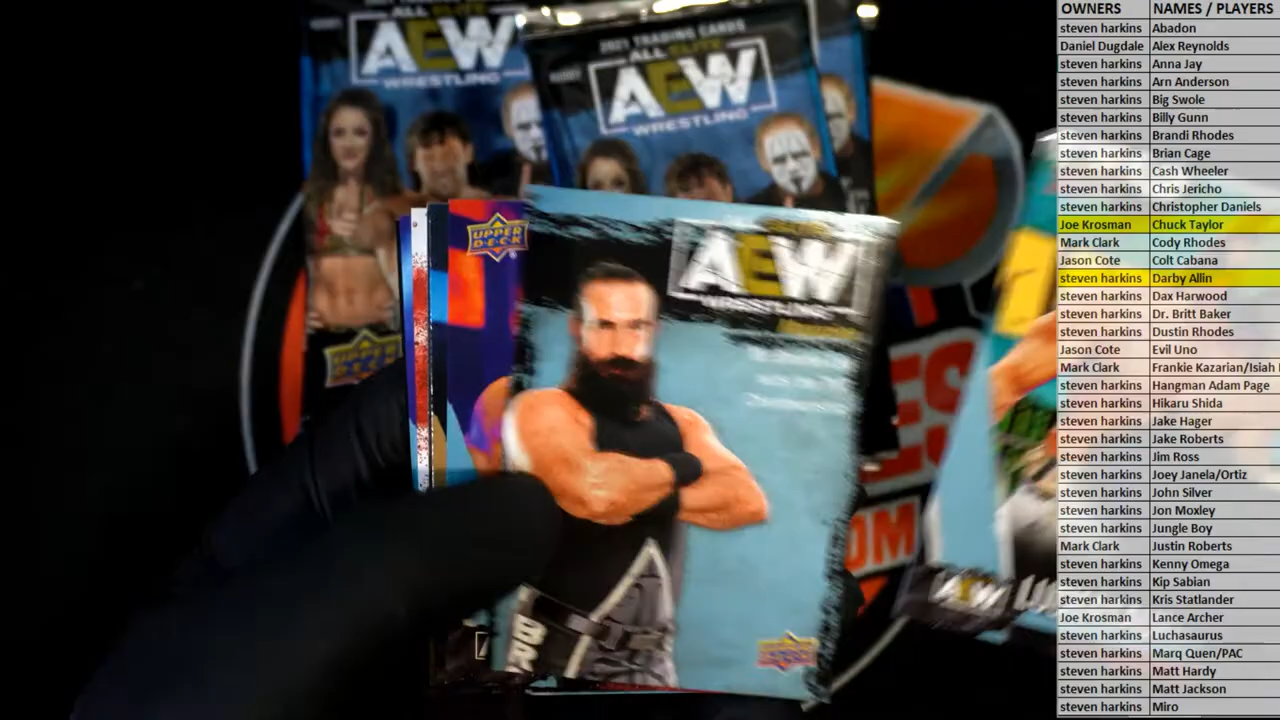 ALL ELITE
AEW
WRESTLING
2021 TRADING CARDS
ALL ELITE
AEW
WRESTLING
UPPER
DECK
AEW
WRESTLING
UPPER
DECK
ES
OM
AEW
BR
OWNERS NAMES / PLAYERS
steven harkins Abadon
Daniel Dugdale Alex Reynolds
steven harkins Anna Jay
steven harkins Arn Anderson
steven harkins Big Swole
steven harkins Billy Gunn
steven harkins Brandi Rhodes
steven harkins Brian Cage
steven harkins Cash Wheeler
steven harkins Chris Jericho
steven harkins Christopher Daniels
Joe Krosman Chuck Taylor
Mark Clark Cody Rhodes
Jason Cote Colt Cabana
steven harkins Darby Allin
steven harkins Dax Harwood
steven harkins Dr. Britt Baker
steven harkins Dustin Rhodes
Jason Cote Evil Uno
Mark Clark Frankie Kazarian/Isiah
steven harkins Hangman Adam Page
steven harkins Hikaru Shida
steven harkins Jake Hager
steven harkins Jake Roberts
steven harkins Jim Ross
steven harkins Joey Janela/Ortiz
steven harkins John Silver
steven harkins Jon Moxley
steven harkins Jungle Boy
Mark Clark Justin Roberts
steven harkins Kenny Omega
steven harkins Kip Sabian
steven harkins Kris Statlander
Joe Krosman Lance Archer
steven harkins Luchasaurus
steven harkins Marq Quen/PAC
steven harkins Matt Hardy
steven harkins Matt Jackson
steven harkins Miro